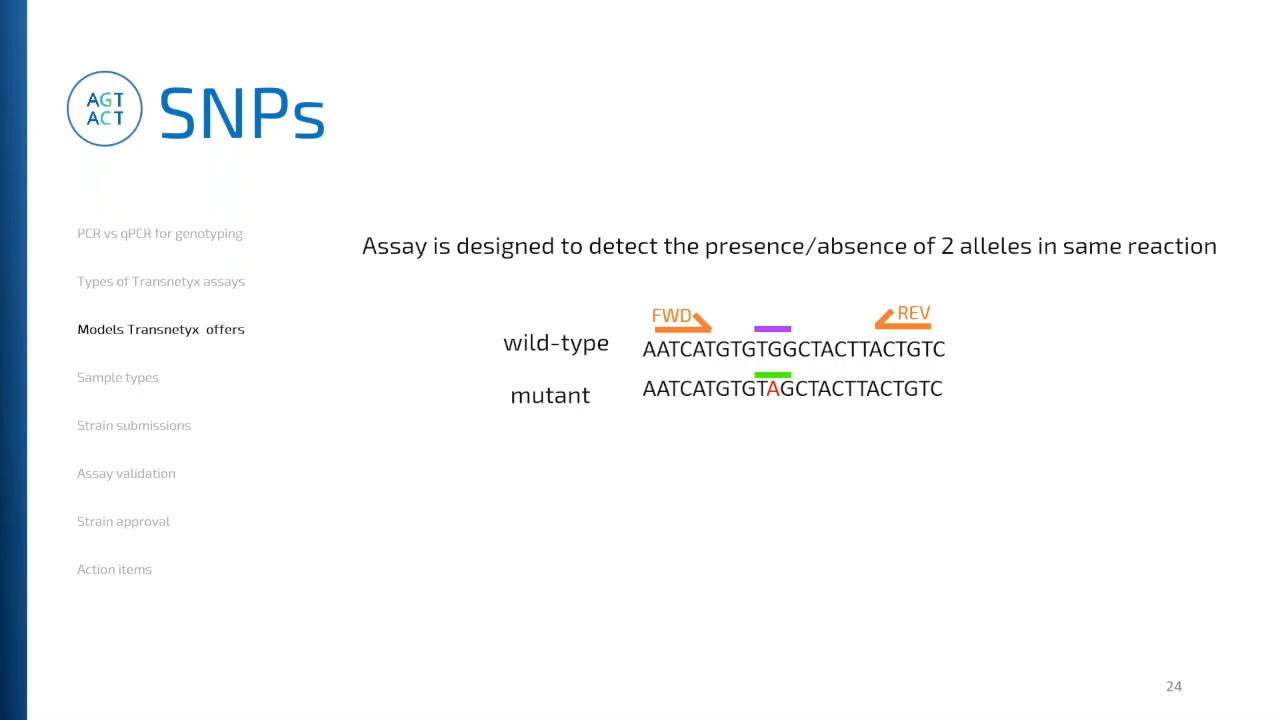 AGT
ACT
SNPs
PCR vs qPCR for genotyping
Types of Transnetyx assays
Models Transnetyx offers
Sample types
Strain submissions
Assay validation
Strain approval
Action items
Assay is designed to detect the presence/absence of 2 alleles in same reaction
FWD REV
wild-type AATCATGTGTGGCTACTTACTGTC
mutant AATCATGTGTAGCTACTTACTGTC
24